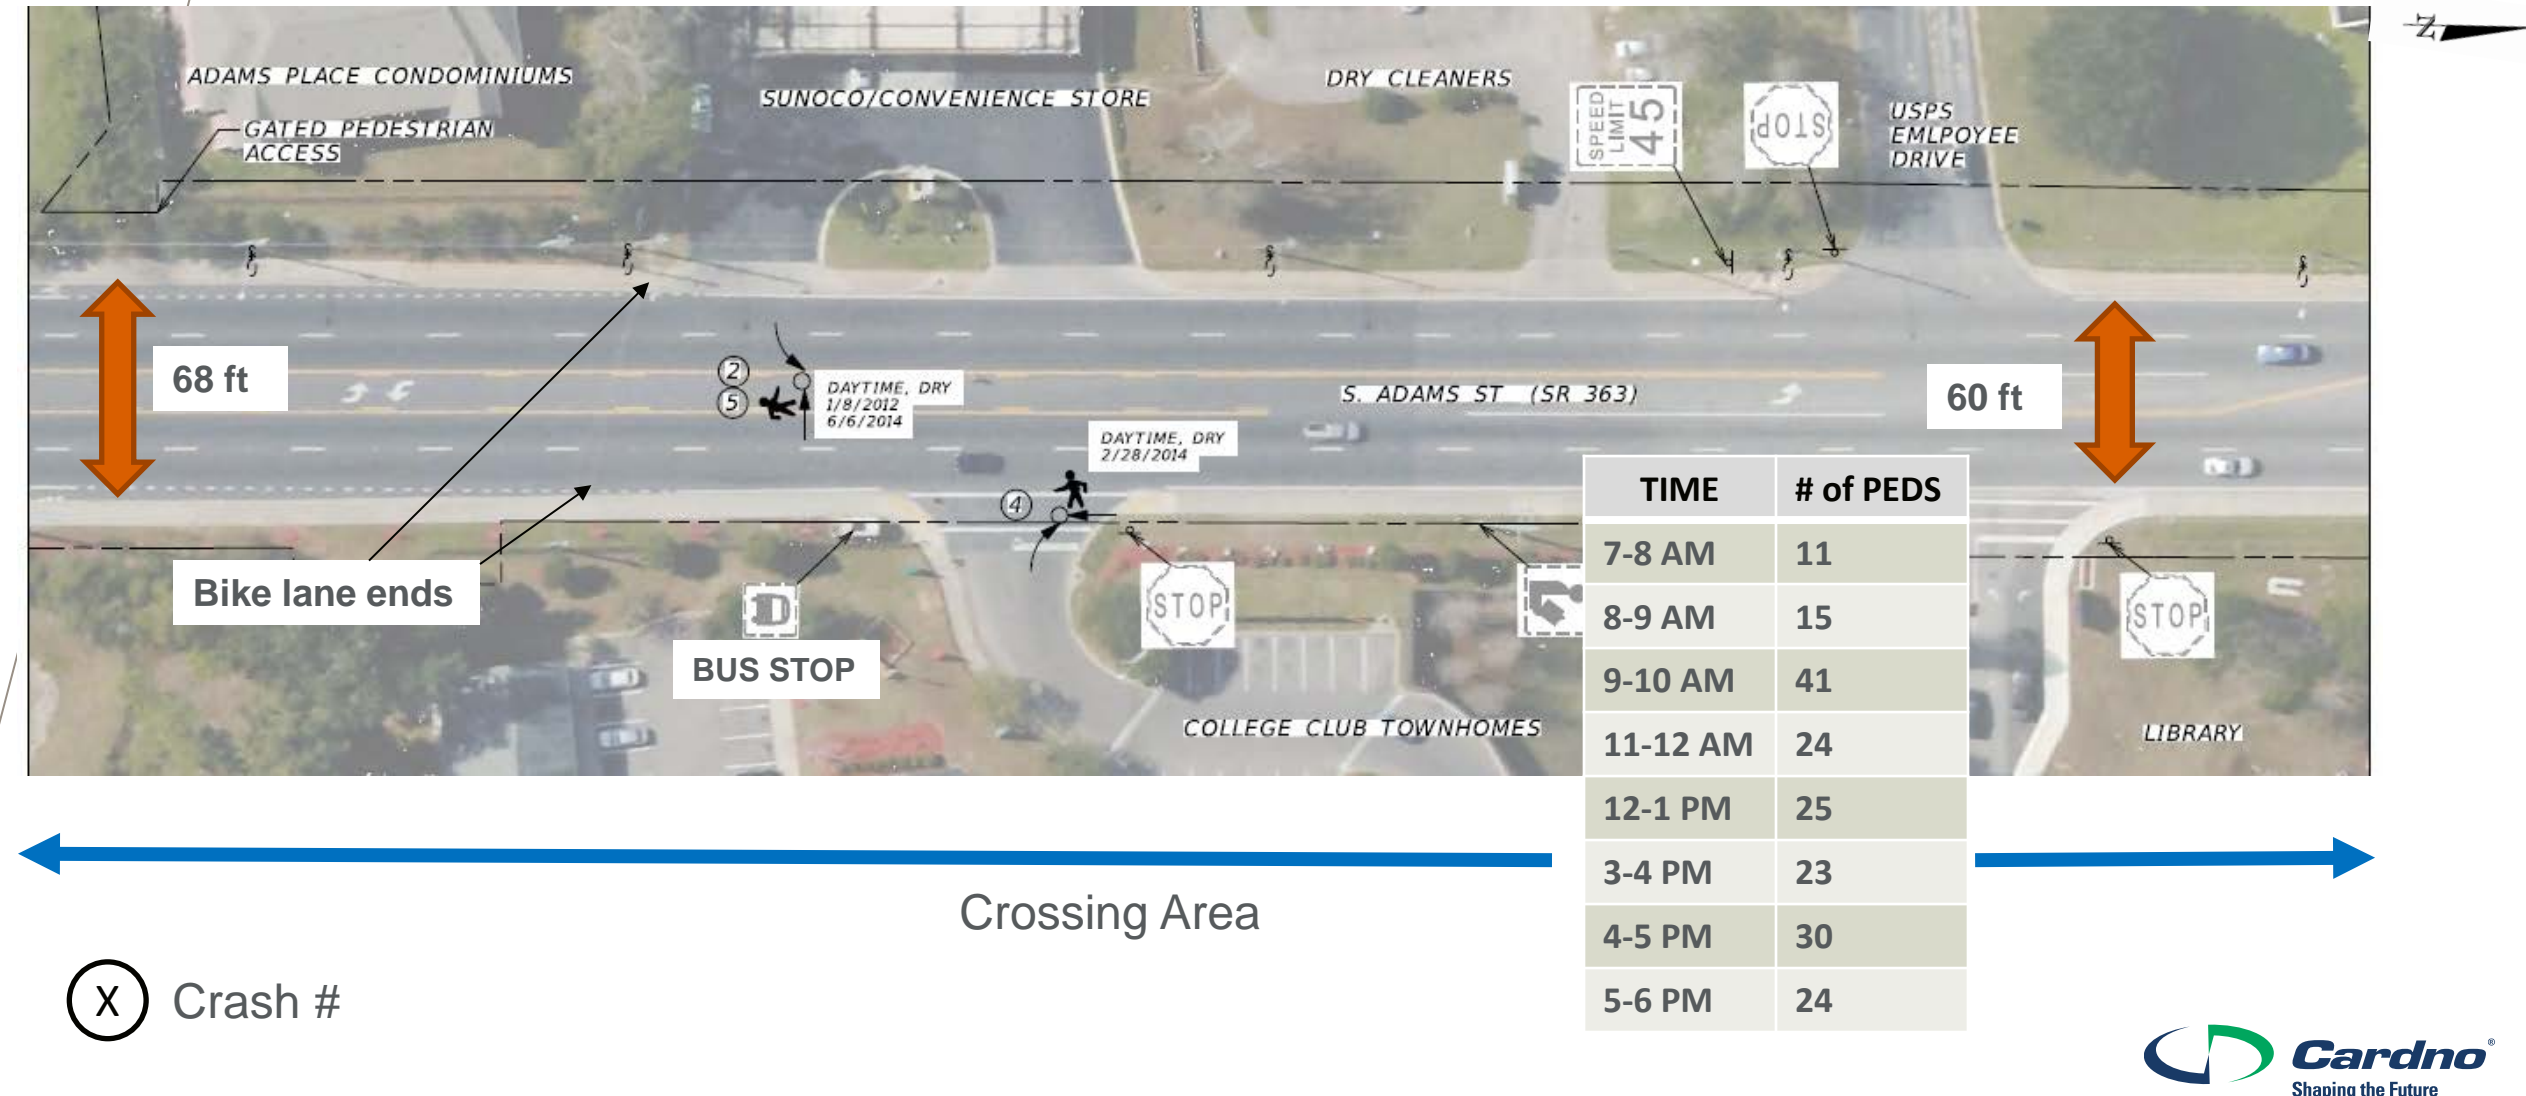 N
ADAMS PLACE CONDOMINIUMS
GATED PEDESTRIAN
ACCESS
SUNOCO/CONVENIENCE STORE
DRY CLEANERS
SPEED
LIMIT
45
STOP
USPS
EMLPOYEE
DRIVE
68 ft
2
5
DAYTIME, DRY
1/8/2012
6/6/2014
S. ADAMS ST (SR 363)
60 ft
DAYTIME, DRY
2/28/2014
4
Bike lane ends
BUS STOP
STOP
STOP
COLLEGE CLUB TOWNHOMES
LIBRARY
TIME # of PEDS
7-8 AM 11
8-9 AM 15
9-10 AM 41
11-12 AM 24
12-1 PM 25
3-4 PM 23
4-5 PM 30
5-6 PM 24
Crossing Area
X Crash #
Cardno®
Shaping the Future